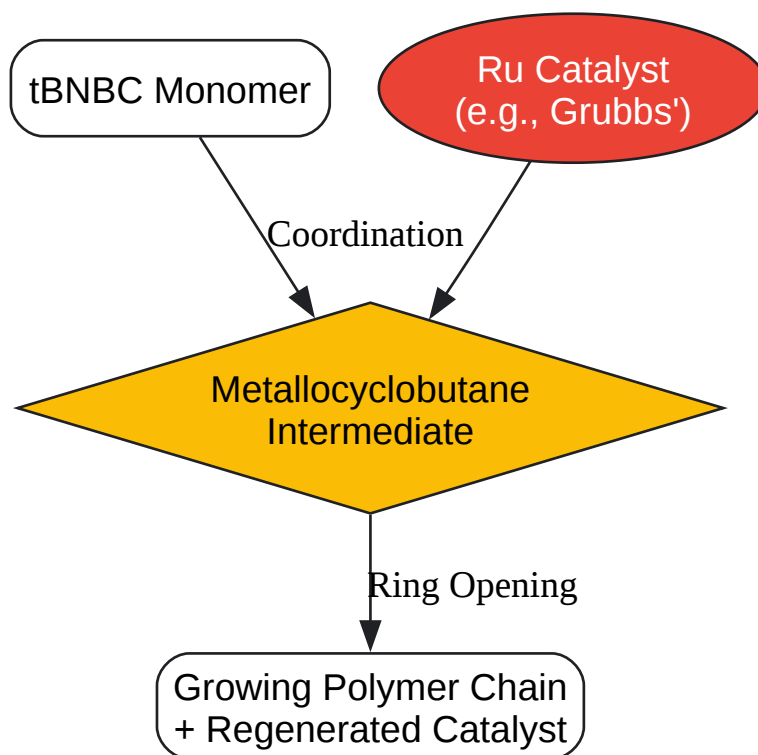 tBNBC Monomer
Ru Catalyst
(e.g., Grubbs')
Coordination
Metallocyclobutane
Intermediate
Ring Opening
Growing Polymer Chain
+ Regenerated Catalyst